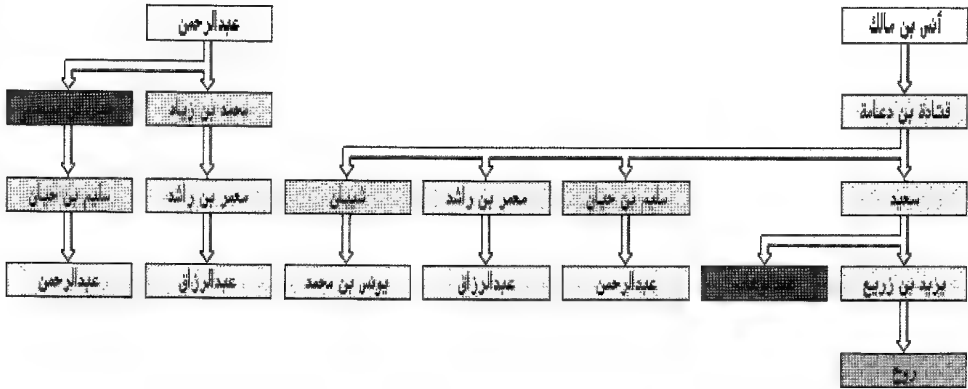 أنس بن مالك
عبدالرحمن
قتادة بن دعامة
محمد بن زياد
سعيد
سليم بن حيان
معمر بن راشد
شيبان
معمر بن راشد
سليم بن حيان
يزيد بن زريع
عبدالرحمن
عبدالرزاق
يونس بن محمد
عبدالرزاق
عبدالرحمن
روح